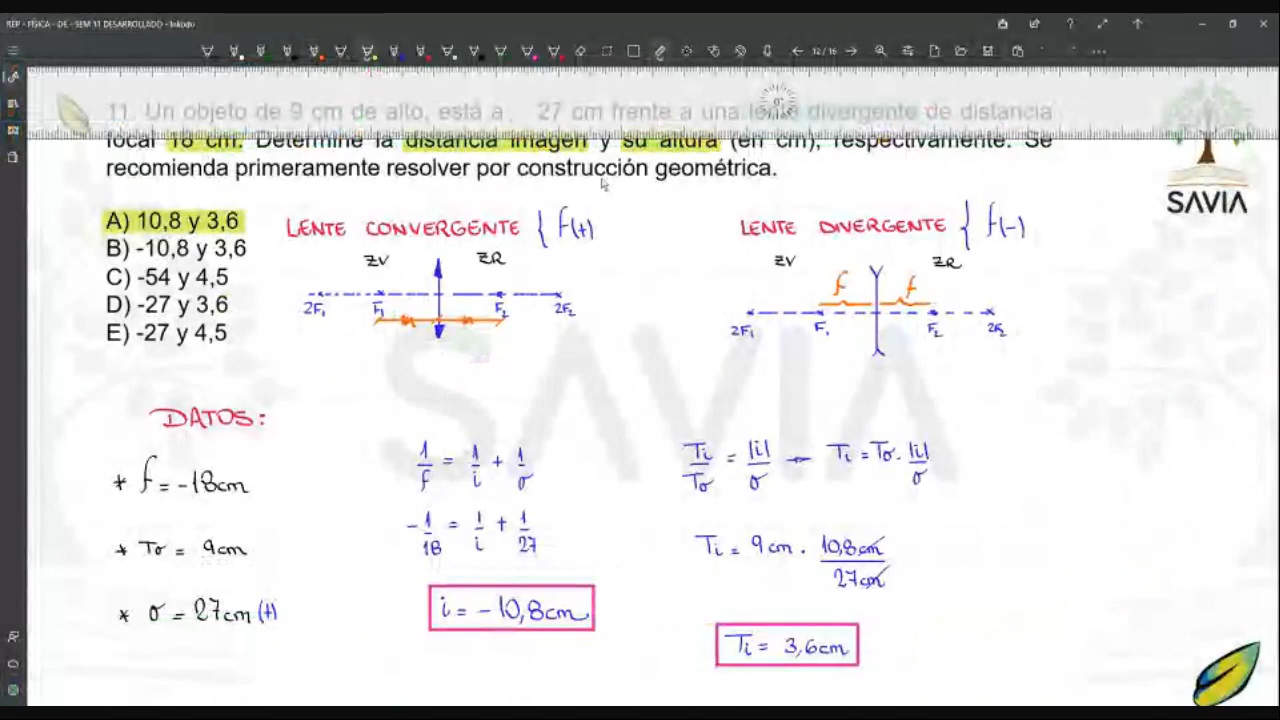 REP - FÍSICA - DE - SEM 11 DESARROLLADO - Inkodo
12/16
11. Un objeto de 9 cm de alto, está a 27 cm frente a una lente divergente de distancia
focal 18 cm. Determine la distancia imagen y su altura (en cm), respectivamente. Se
recomienda primeramente resolver por construcción geométrica.
SAVIA
A) 10,8 y 3,6
B) -10,8 y 3,6
C) -54 y 4,5
D) -27 y 3,6
E) -27 y 4,5
LENTE CONVERGENTE { f(+)
ZV ZR
2F₁ F₁ F₂ 2F₂
LENTE DIVERGENTE { f(-)
ZV ZR
f f
2F₁ F₁ F₂ 2F₂
SAVIA
DATOS:
* f = -18cm
* To = 9cm
* σ = 27cm (+)
1/f = 1/i + 1/σ
-1/18 = 1/i + 1/27
i = -10,8cm
Ti/To = |i|/σ → Ti = To · |i|/σ
Ti = 9cm · 10,8cm/27cm
Ti = 3,6cm